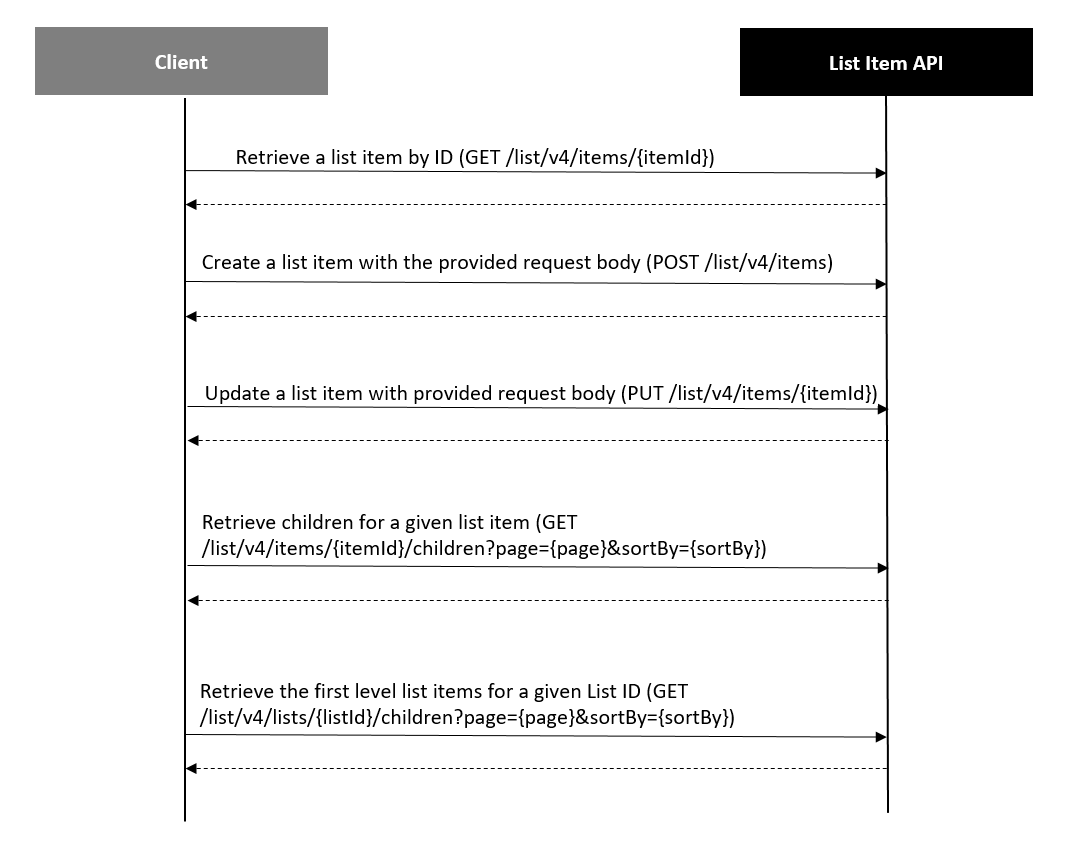 Client
List Item API
Retrieve a list item by ID (GET /list/v4/items/{itemId})
Create a list item with the provided request body (POST /list/v4/items)
Update a list item with provided request body (PUT /list/v4/items/{itemId})
Retrieve children for a given list item (GET
/list/v4/items/{itemId}/children?page={page}&sortBy={sortBy})
Retrieve the first level list items for a given List ID (GET
/list/v4/lists/{listId}/children?page={page}&sortBy={sortBy})